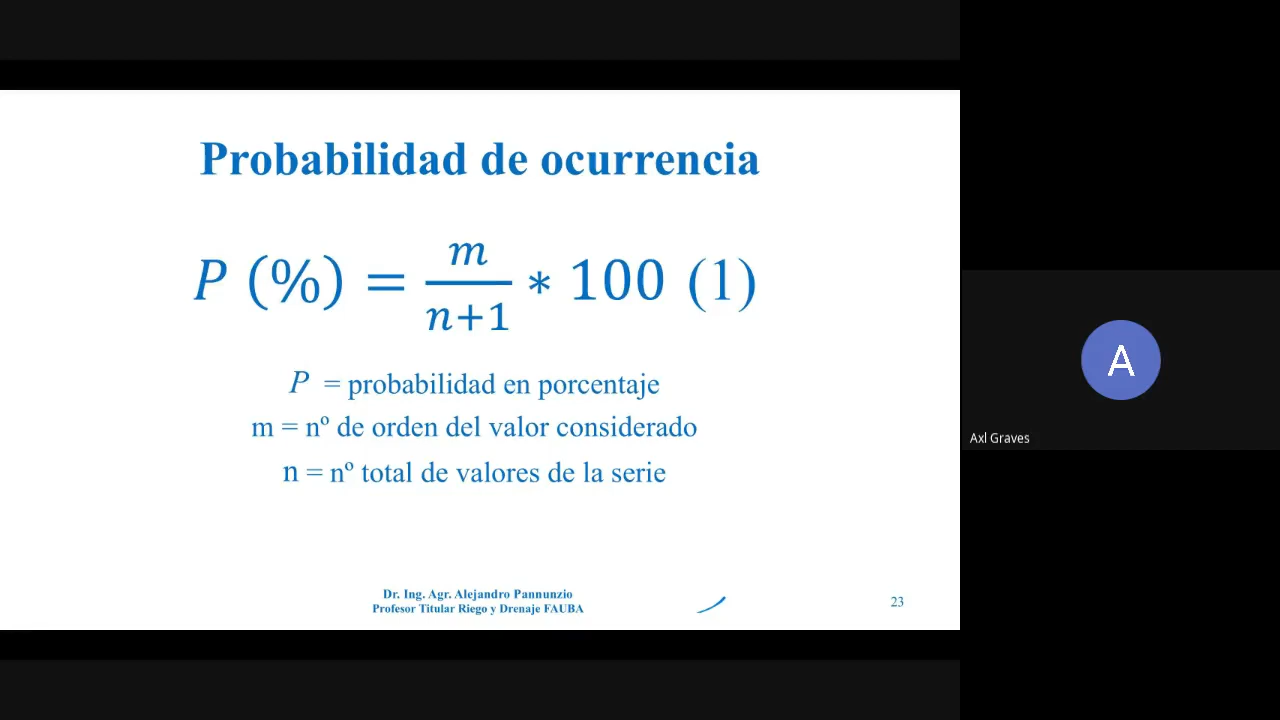 Probabilidad de ocurrencia
𝑃 (%) = 𝑚/𝑛+1 ∗ 100 (1)
P = probabilidad en porcentaje
m = nº de orden del valor considerado
n = nº total de valores de la serie
Dr. Ing. Agr. Alejandro Pannunzio
Profesor Titular Riego y Drenaje FAUBA
23
A
Axl Graves